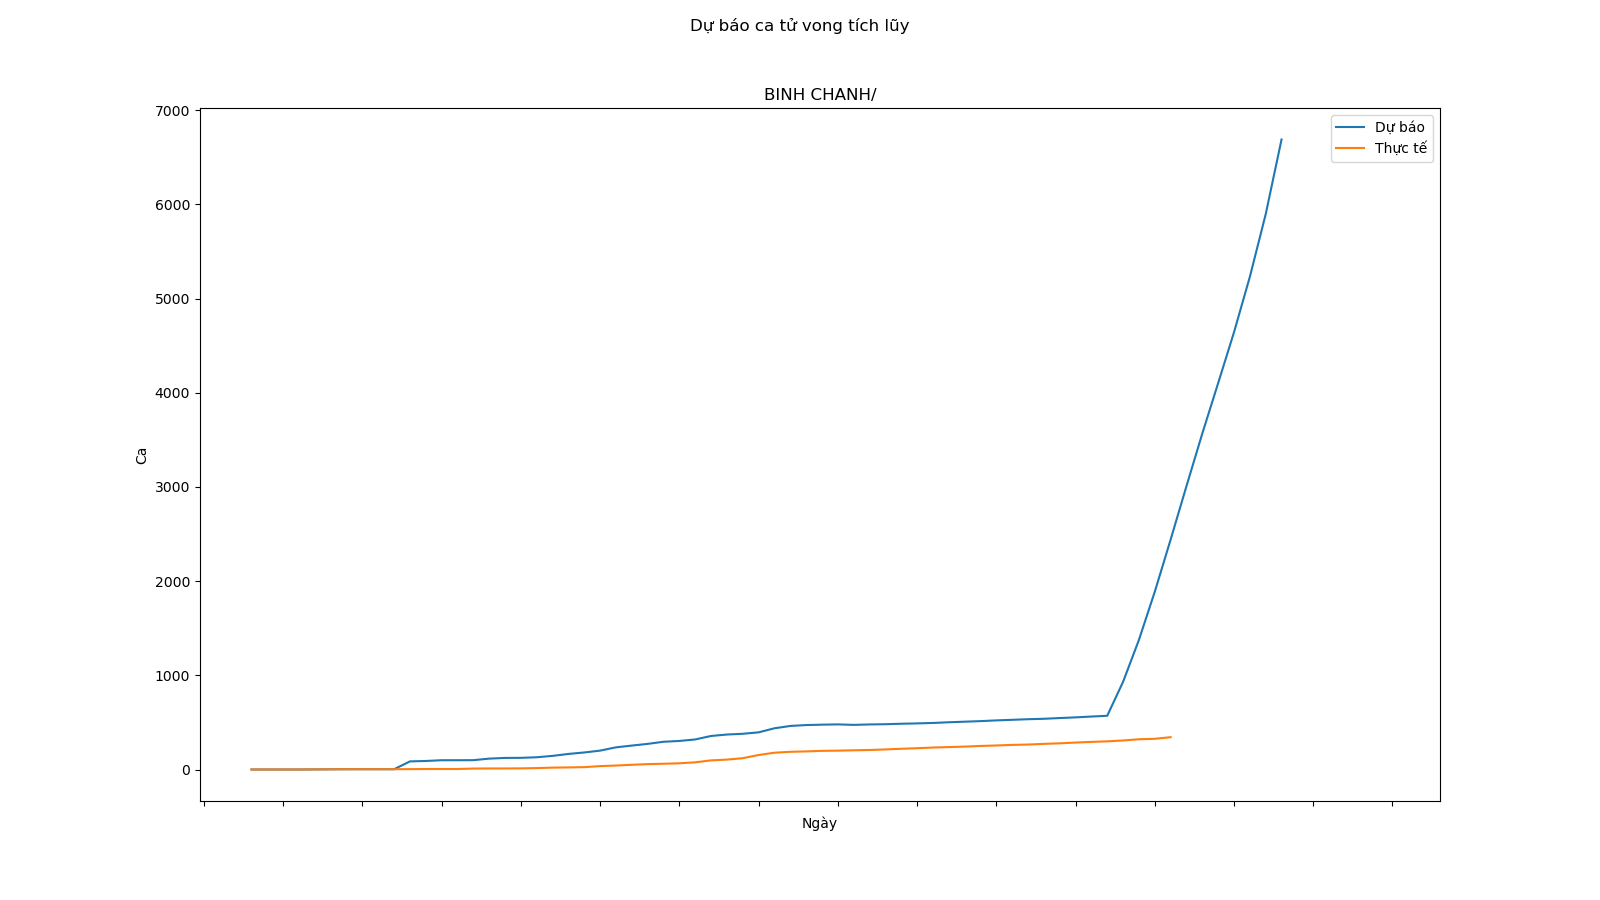 Dự báo ca tử vong tích lũy
BINH CHANH/
7000
6000
5000
4000
3000
2000
1000
0
Ca
Ngày
Dự báo
Thực tế